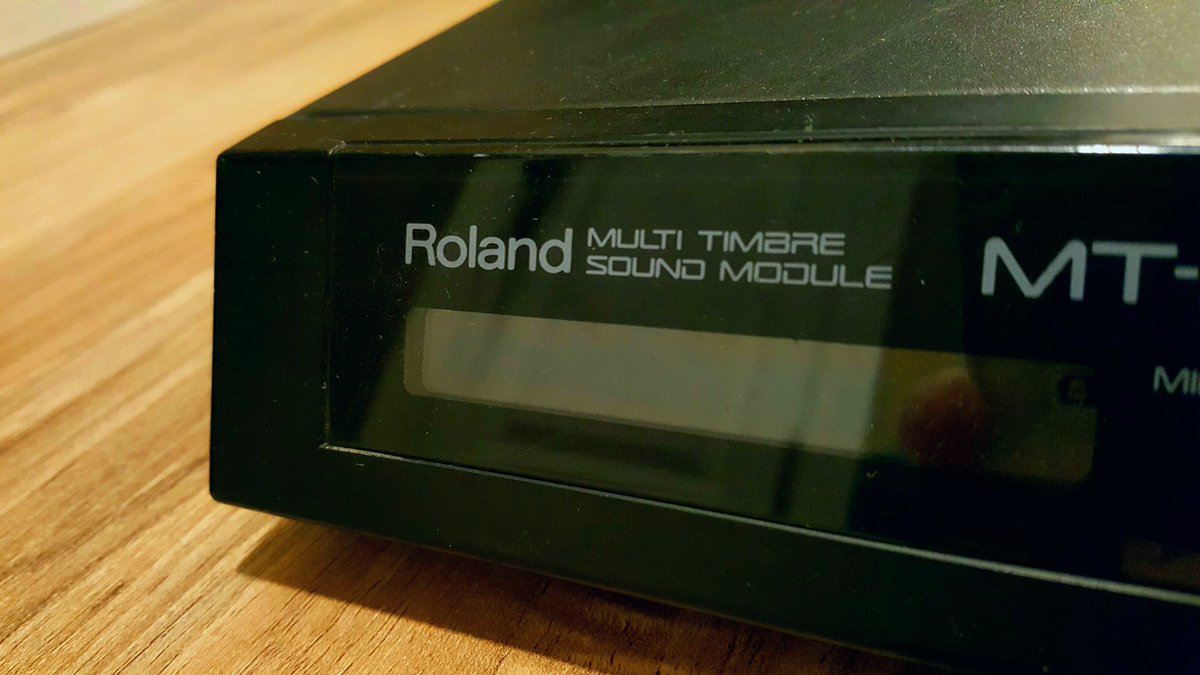 Roland
MULTI TIMBRE
SOUND MODULE
MT-